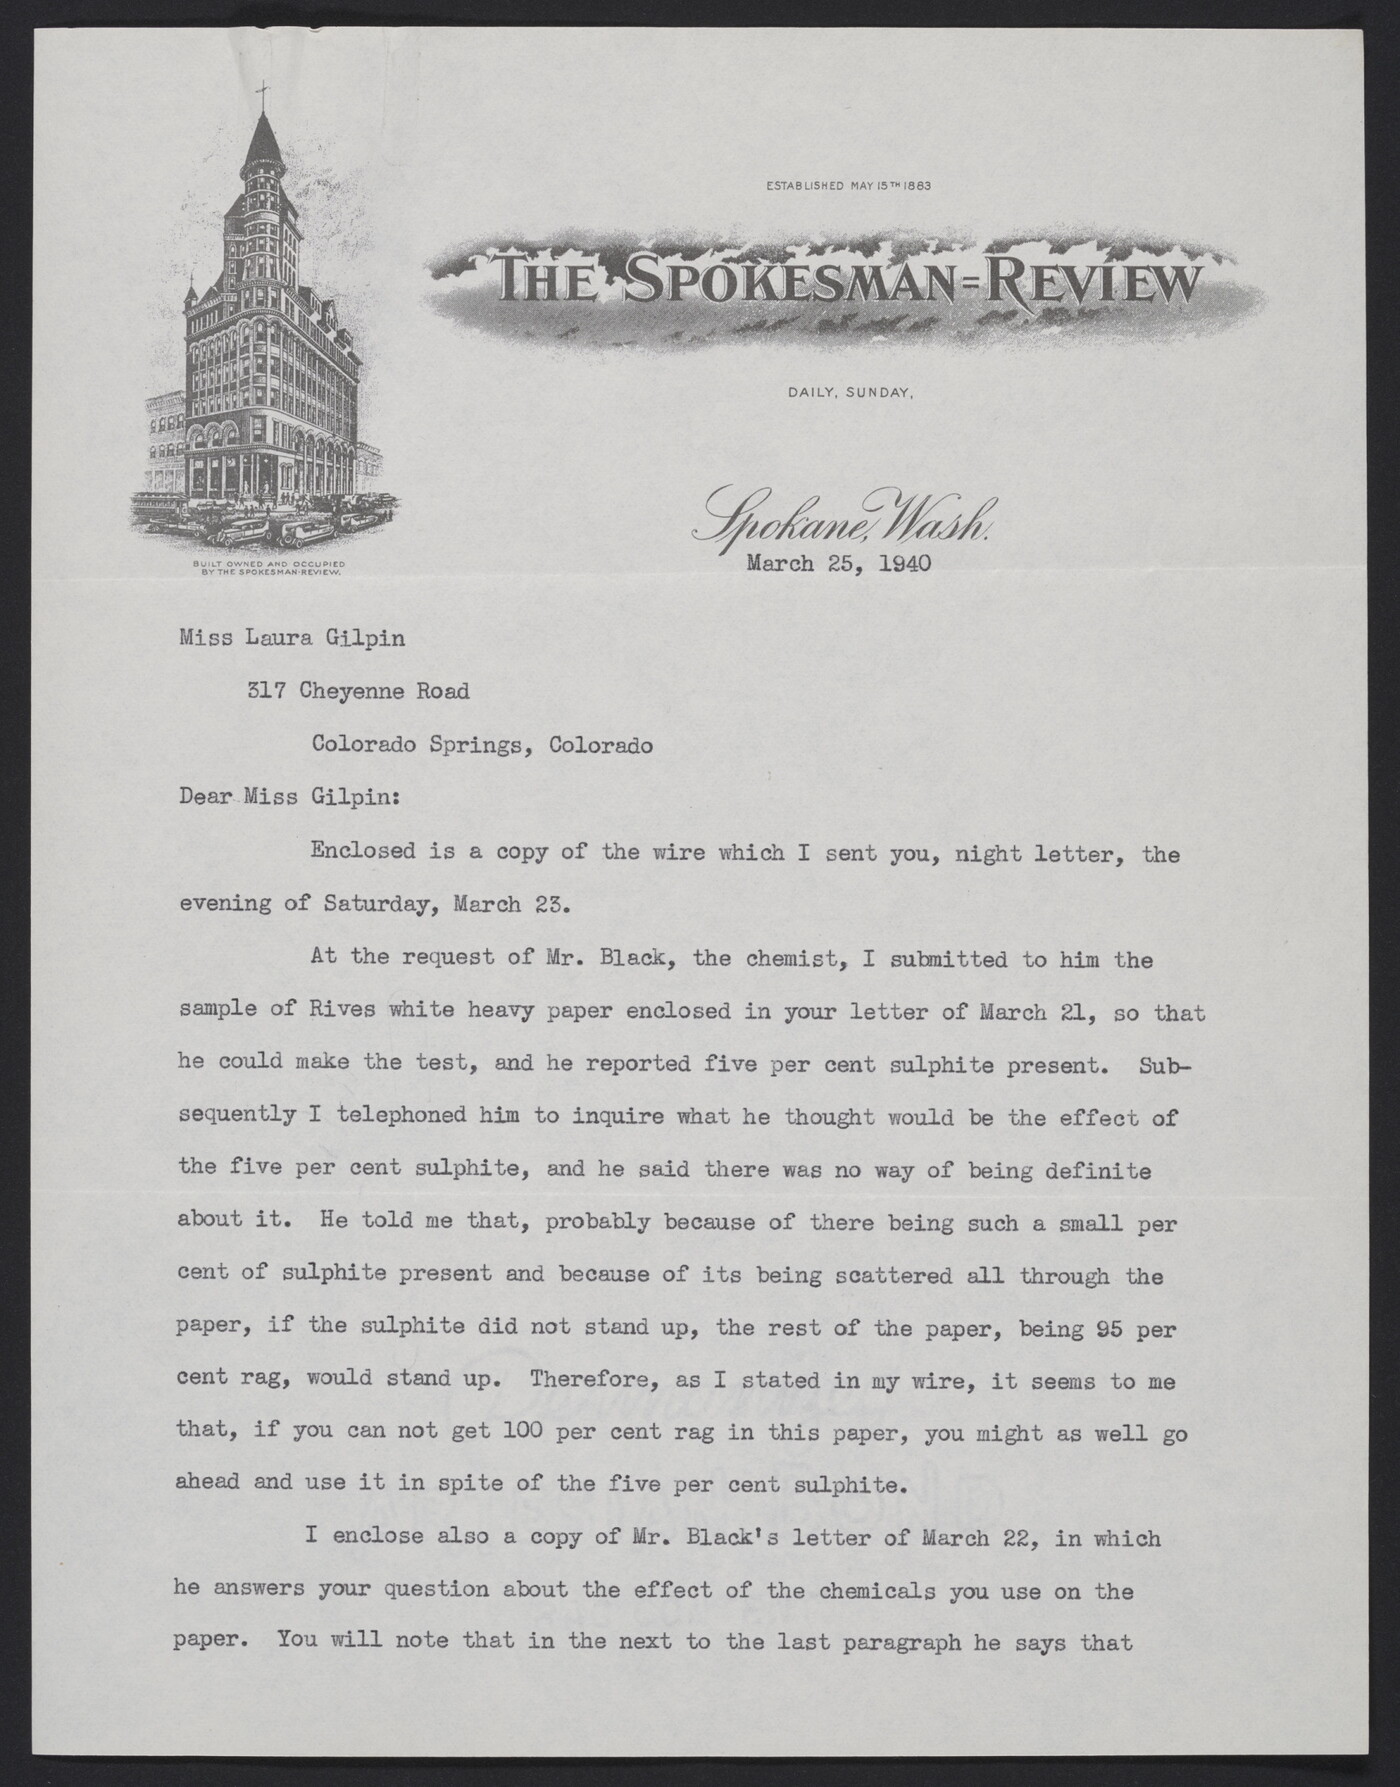 ESTABLISHED MAY 15TH 1883
THE SPOKESMAN=REVIEW
DAILY, SUNDAY,
BUILT OWNED AND OCCUPIED
BY THE SPOKESMAN-REVIEW.
Spokane, Wash.
March 25, 1940
Miss Laura Gilpin
317 Cheyenne Road
Colorado Springs, Colorado
Dear Miss Gilpin:
Enclosed is a copy of the wire which I sent you, night letter, the
evening of Saturday, March 23.
At the request of Mr. Black, the chemist, I submitted to him the
sample of Rives white heavy paper enclosed in your letter of March 21, so that
he could make the test, and he reported five per cent sulphite present. Sub-
sequently I telephoned him to inquire what he thought would be the effect of
the five per cent sulphite, and he said there was no way of being definite
about it. He told me that, probably because of there being such a small per
cent of sulphite present and because of its being scattered all through the
paper, if the sulphite did not stand up, the rest of the paper, being 95 per
cent rag, would stand up. Therefore, as I stated in my wire, it seems to me
that, if you can not get 100 per cent rag in this paper, you might as well go
ahead and use it in spite of the five per cent sulphite.
I enclose also a copy of Mr. Black's letter of March 22, in which
he answers your question about the effect of the chemicals you use on the
paper. You will note that in the next to the last paragraph he says that